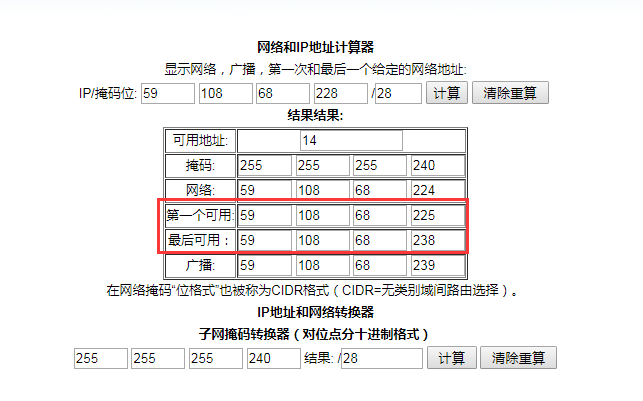 网络和IP地址计算器
显示网络，广播，第一次和最后一个给定的网络地址:
IP/掩码位: 59 108 68 228 /28 计算 清除重算
结果结果:
可用地址: 14
掩码: 255 255 255 240
网络: 59 108 68 224
第一个可用: 59 108 68 225
最后可用： 59 108 68 238
广播: 59 108 68 239
在网络掩码“位格式”也被称为CIDR格式（CIDR=无类别域间路由选择）。
IP地址和网络转换器
子网掩码转换器（对位点分十进制格式）
255 255 255 240 结果: /28 计算 清除重算